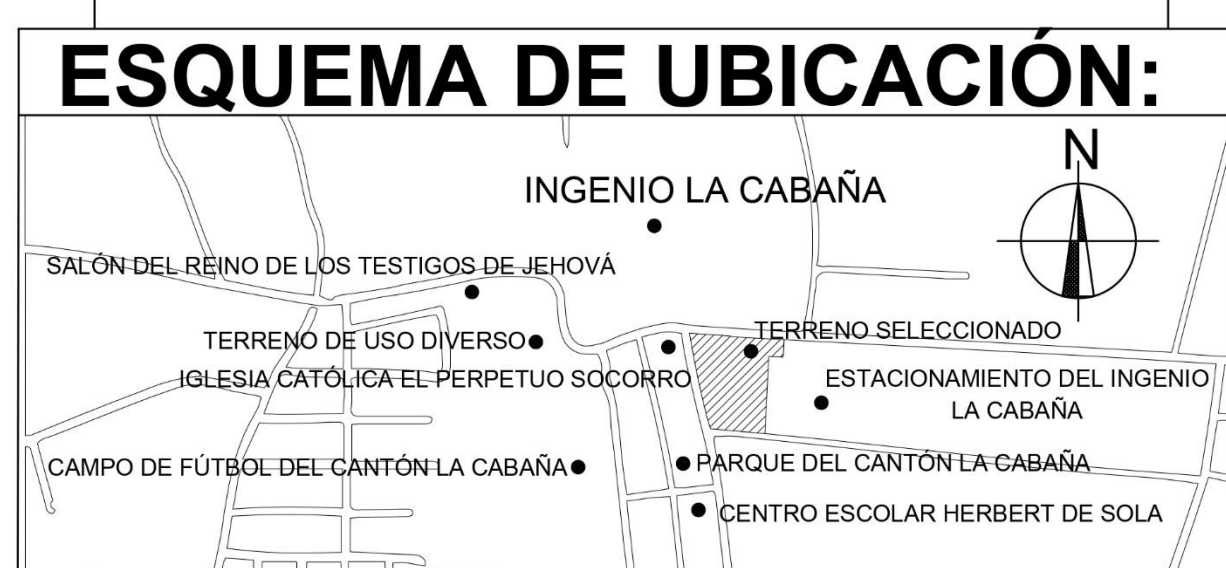 ESQUEMA DE UBICACIÓN:
N
INGENIO LA CABAÑA
SALÓN DEL REINO DE LOS TESTIGOS DE JEHOVÁ
TERRENO SELECCIONADO
TERRENO DE USO DIVERSO
IGLESIA CATÓLICA EL PERPETUO SOCORRO
ESTACIONAMIENTO DEL INGENIO
LA CABAÑA
CAMPO DE FÚTBOL DEL CANTÓN LA CABAÑA
PARQUE DEL CANTÓN LA CABAÑA
CENTRO ESCOLAR HERBERT DE SOLA